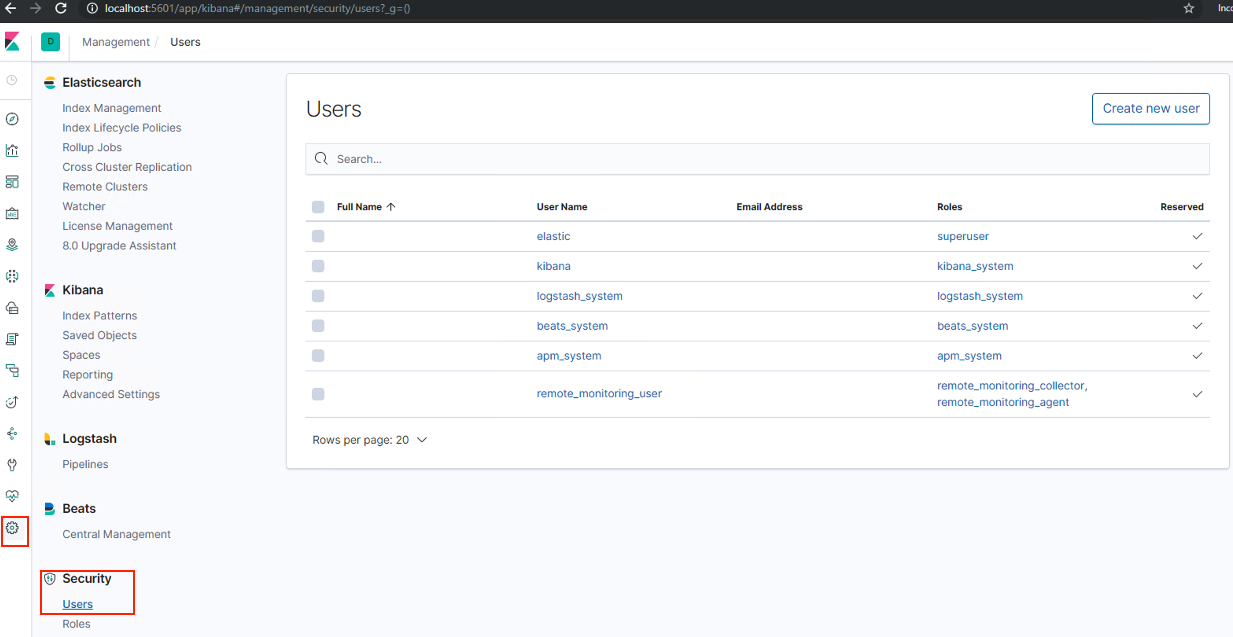 localhost:5601/app/kibana#/management/security/users?_g=()
Inco
D
Management / Users
Elasticsearch
Index Management
Index Lifecycle Policies
Rollup Jobs
Cross Cluster Replication
Remote Clusters
Watcher
License Management
8.0 Upgrade Assistant
Kibana
Index Patterns
Saved Objects
Spaces
Reporting
Advanced Settings
Logstash
Pipelines
Beats
Central Management
Security
Users
Roles
Users
Create new user
Search...
Full Name User Name Email Address Roles Reserved
elastic superuser
kibana kibana_system
logstash_system logstash_system
beats_system beats_system
apm_system apm_system
remote_monitoring_user remote_monitoring_collector,
remote_monitoring_agent
Rows per page: 20